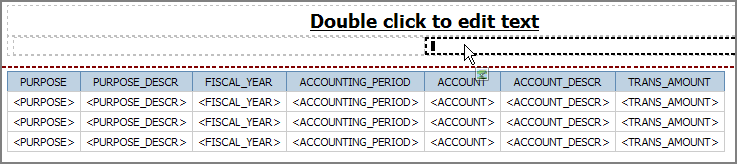 Double click to edit text
PURPOSE PURPOSE_DESCR FISCAL_YEAR ACCOUNTING_PERIOD ACCOUNT ACCOUNT_DESCR TRANS_AMOUNT
<PURPOSE> <PURPOSE_DESCR> <FISCAL_YEAR> <ACCOUNTING_PERIOD> <ACCOUNT> <ACCOUNT_DESCR> <TRANS_AMOUNT>
<PURPOSE> <PURPOSE_DESCR> <FISCAL_YEAR> <ACCOUNTING_PERIOD> <ACCOUNT> <ACCOUNT_DESCR> <TRANS_AMOUNT>
<PURPOSE> <PURPOSE_DESCR> <FISCAL_YEAR> <ACCOUNTING_PERIOD> <ACCOUNT> <ACCOUNT_DESCR> <TRANS_AMOUNT>